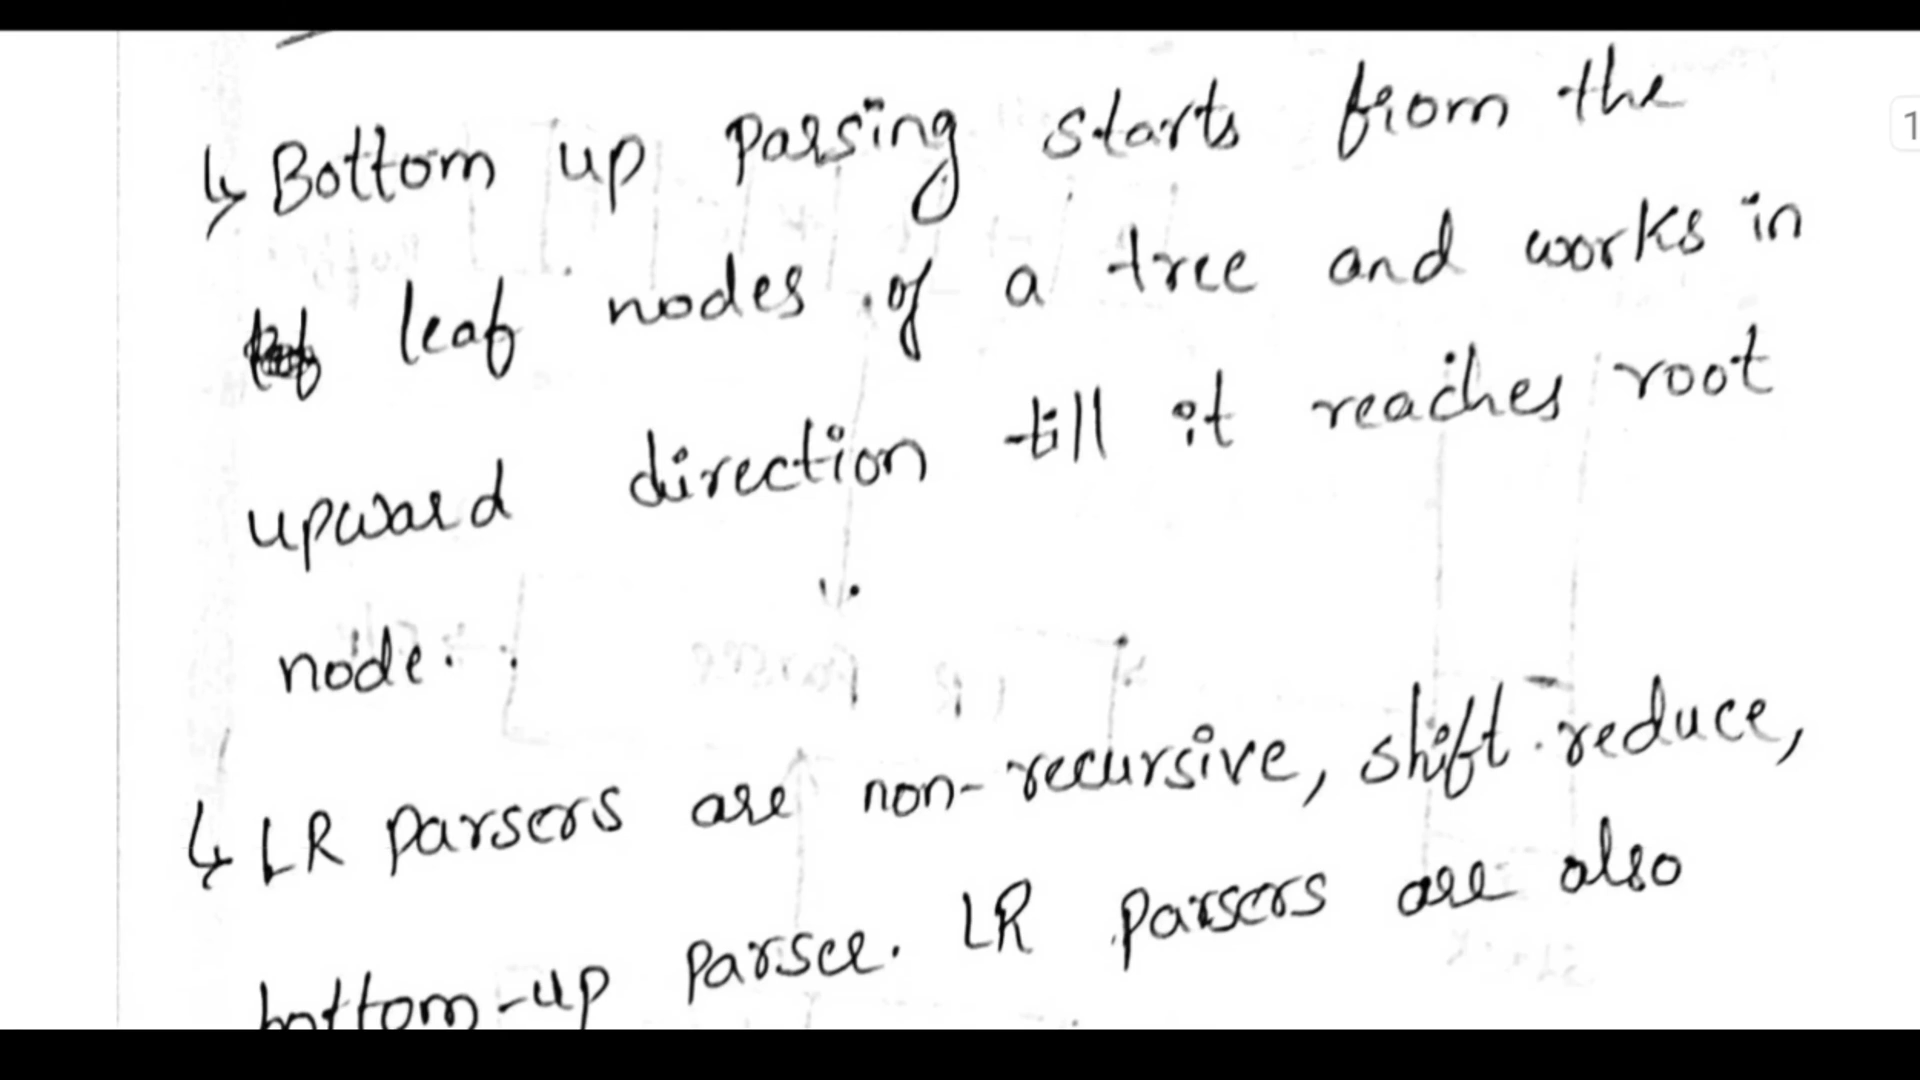 ↳ Bottom up parsing starts from the
leaf nodes of a tree and works in
upward direction till it reaches root
node.
↳ LR parsers are non-recursive, shift-reduce,
bottom-up parser. LR parsers are also
1